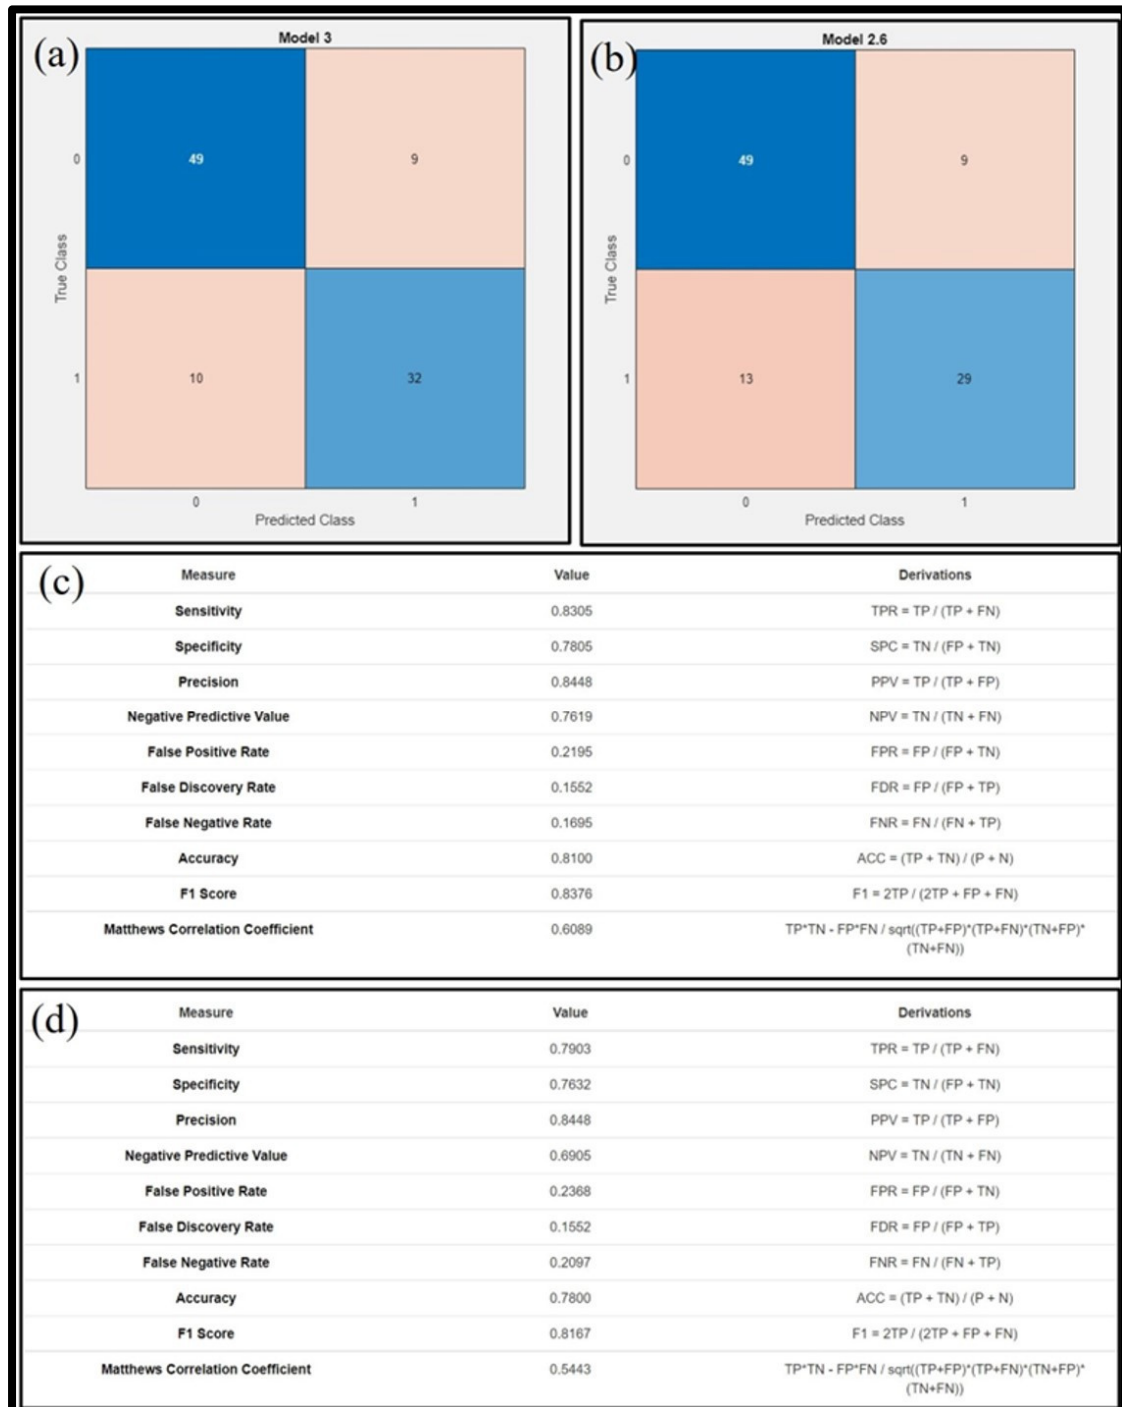 (a)
Model 3
True Class
0
49
9
1
10
32
0
1
Predicted Class
(b)
Model 2.6
True Class
0
49
9
1
13
29
0
1
Predicted Class
(c)
Measure Value Derivations
Sensitivity 0.8305 TPR = TP / (TP + FN)
Specificity 0.7805 SPC = TN / (FP + TN)
Precision 0.8448 PPV = TP / (TP + FP)
Negative Predictive Value 0.7619 NPV = TN / (TN + FN)
False Positive Rate 0.2195 FPR = FP / (FP + TN)
False Discovery Rate 0.1552 FDR = FP / (FP + TP)
False Negative Rate 0.1695 FNR = FN / (FN + TP)
Accuracy 0.8100 ACC = (TP + TN) / (P + N)
F1 Score 0.8376 F1 = 2TP / (2TP + FP + FN)
Matthews Correlation Coefficient 0.6089 TP*TN - FP*FN / sqrt((TP+FP)*(TP+FN)*(TN+FP)*
(TN+FN))
(d)
Measure Value Derivations
Sensitivity 0.7903 TPR = TP / (TP + FN)
Specificity 0.7632 SPC = TN / (FP + TN)
Precision 0.8448 PPV = TP / (TP + FP)
Negative Predictive Value 0.6905 NPV = TN / (TN + FN)
False Positive Rate 0.2368 FPR = FP / (FP + TN)
False Discovery Rate 0.1552 FDR = FP / (FP + TP)
False Negative Rate 0.2097 FNR = FN / (FN + TP)
Accuracy 0.7800 ACC = (TP + TN) / (P + N)
F1 Score 0.8167 F1 = 2TP / (2TP + FP + FN)
Matthews Correlation Coefficient 0.5443 TP*TN - FP*FN / sqrt((TP+FP)*(TP+FN)*(TN+FP)*
(TN+FN))